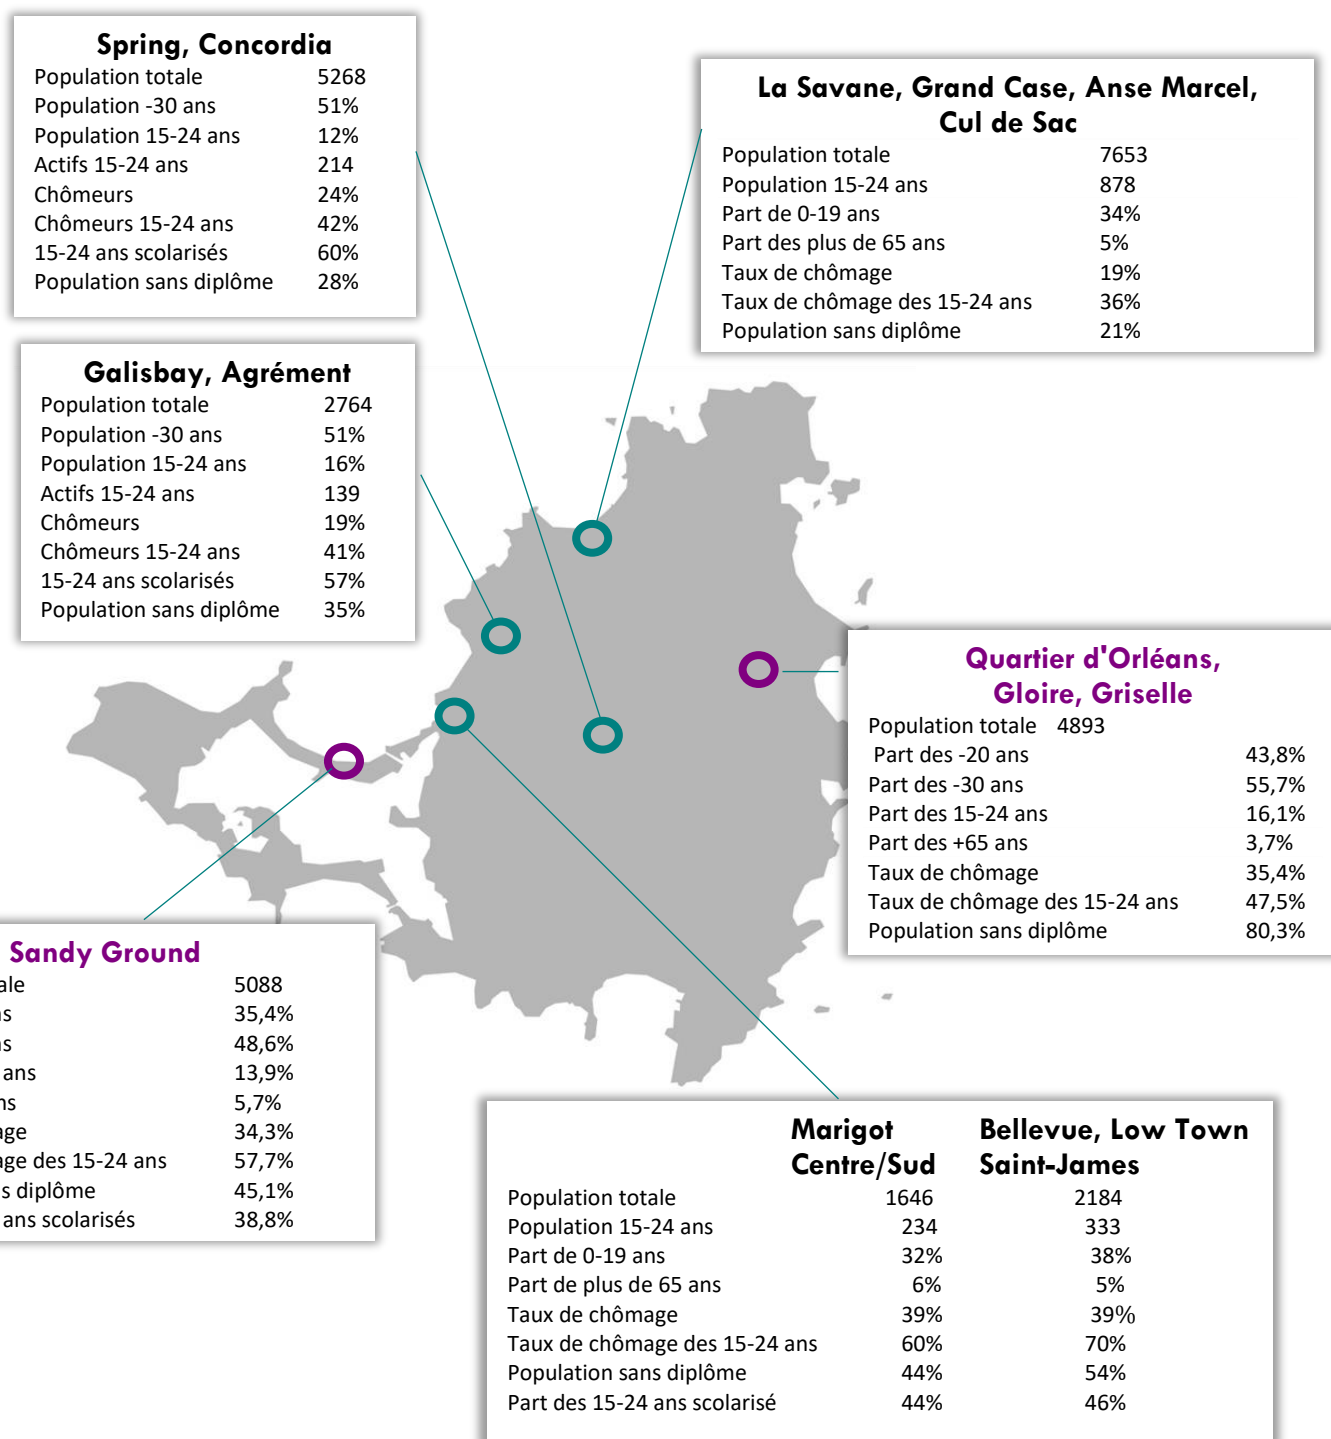 Spring, Concordia
Population totale 5268
Population -30 ans 51%
Population 15-24 ans 12%
Actifs 15-24 ans 214
Chômeurs 24%
Chômeurs 15-24 ans 42%
15-24 ans scolarisés 60%
Population sans diplôme 28%
La Savane, Grand Case, Anse Marcel,
Cul de Sac
Population totale 7653
Population 15-24 ans 878
Part de 0-19 ans 34%
Part des plus de 65 ans 5%
Taux de chômage 19%
Taux de chômage des 15-24 ans 36%
Population sans diplôme 21%
Galisbay, Agrément
Population totale 2764
Population -30 ans 51%
Population 15-24 ans 16%
Actifs 15-24 ans 139
Chômeurs 19%
Chômeurs 15-24 ans 41%
15-24 ans scolarisés 57%
Population sans diplôme 35%
Quartier d'Orléans,
Gloire, Griselle
Population totale 4893
Part des -20 ans 43,8%
Part des -30 ans 55,7%
Part des 15-24 ans 16,1%
Part des +65 ans 3,7%
Taux de chômage 35,4%
Taux de chômage des 15-24 ans 47,5%
Population sans diplôme 80,3%
Sandy Ground
ale 5088
ns 35,4%
ns 48,6%
ans 13,9%
ns 5,7%
age 34,3%
age des 15-24 ans 57,7%
s diplôme 45,1%
ans scolarisés 38,8%
Marigot Bellevue, Low Town
Centre/Sud Saint-James
Population totale 1646 2184
Population 15-24 ans 234 333
Part de 0-19 ans 32% 38%
Part de plus de 65 ans 6% 5%
Taux de chômage 39% 39%
Taux de chômage des 15-24 ans 60% 70%
Population sans diplôme 44% 54%
Part des 15-24 ans scolarisé 44% 46%